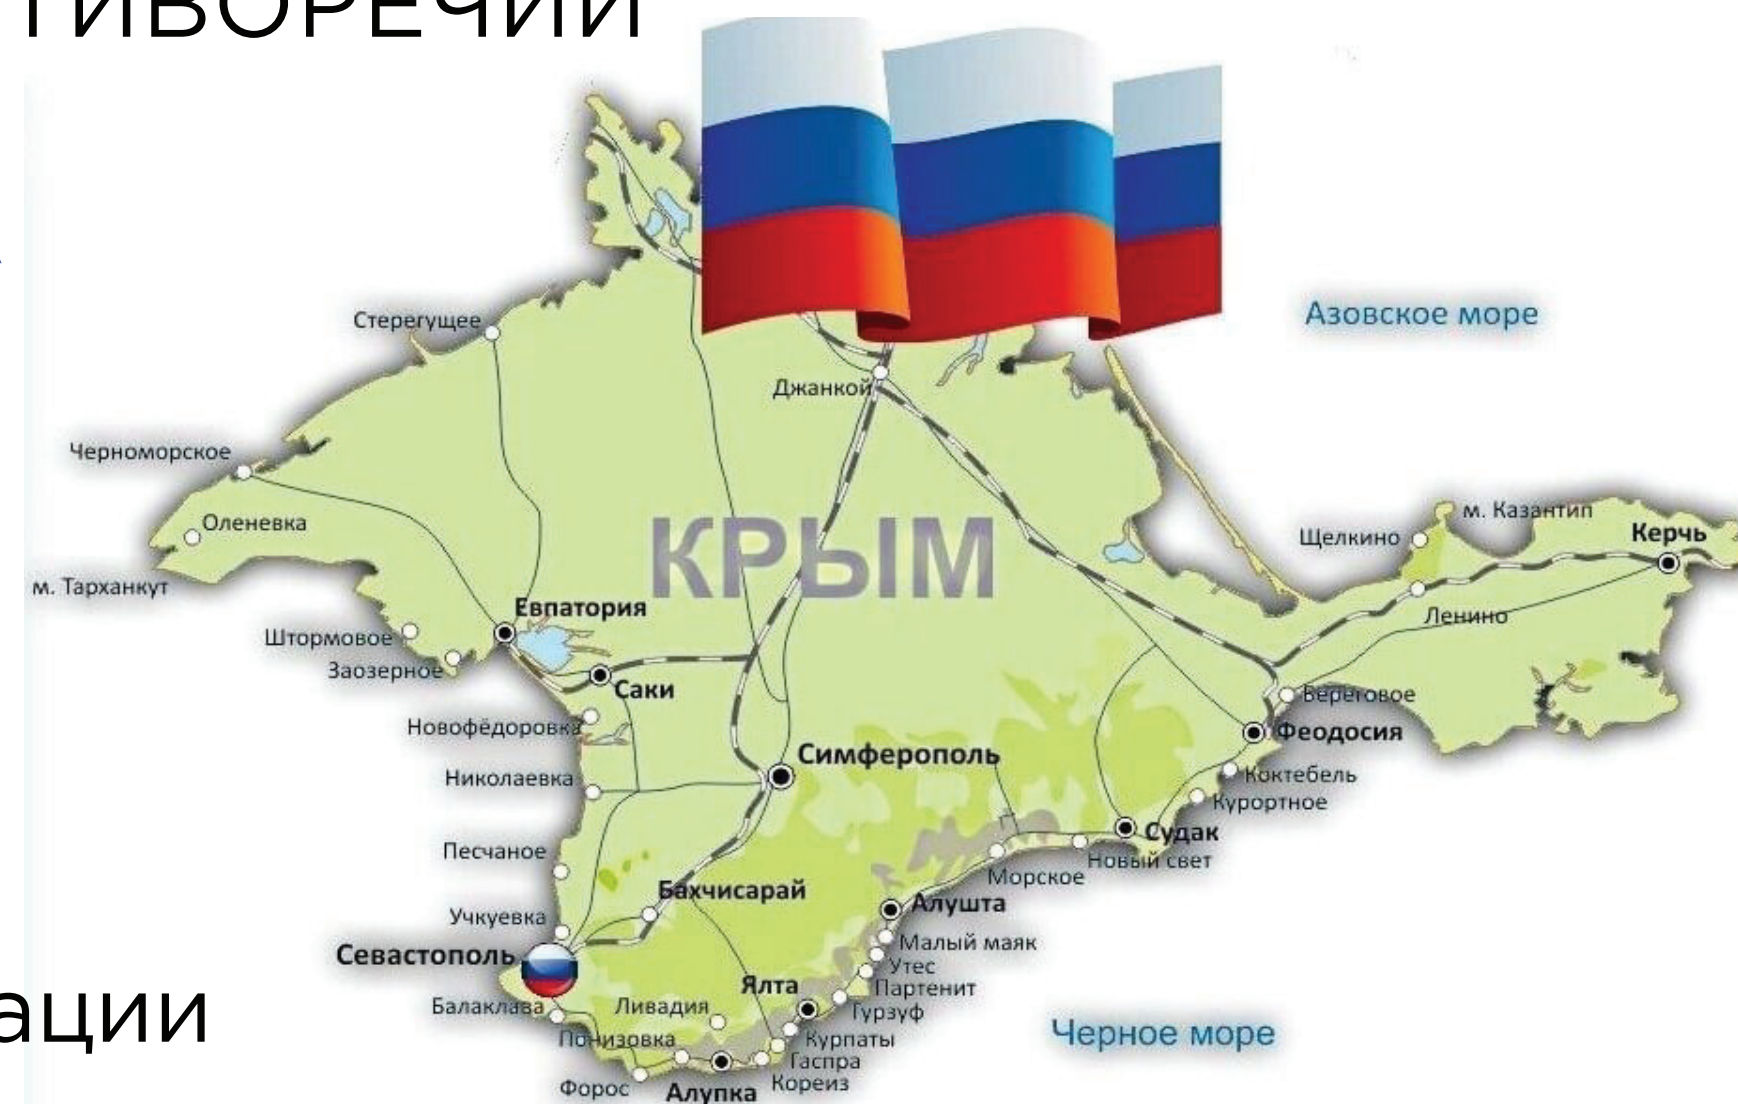 ТИВОРЕЧИИ
Азовское море
Стерегущее
Джанкой
Черноморское
Оленевка
м. Казантип
Щелкино
Керчь
КРЫМ
м. Тарханкут
Евпатория
Ленино
Штормовое
Заозерное
Саки
Береговое
Новофёдоровка
Феодосия
Симферополь
Николаевка
Коктебель
Курортное
Судак
Песчаное
Новый свет
Морское
Бахчисарай
Алушта
Учкуевка
Малый маяк
Севастополь
Утес
Ялта
Партенит
ации
Балаклава
Ливадия
Гурзуф
Черное море
Понизовка
Курпаты
Гаспра
Кореиз
Форос
Алупка